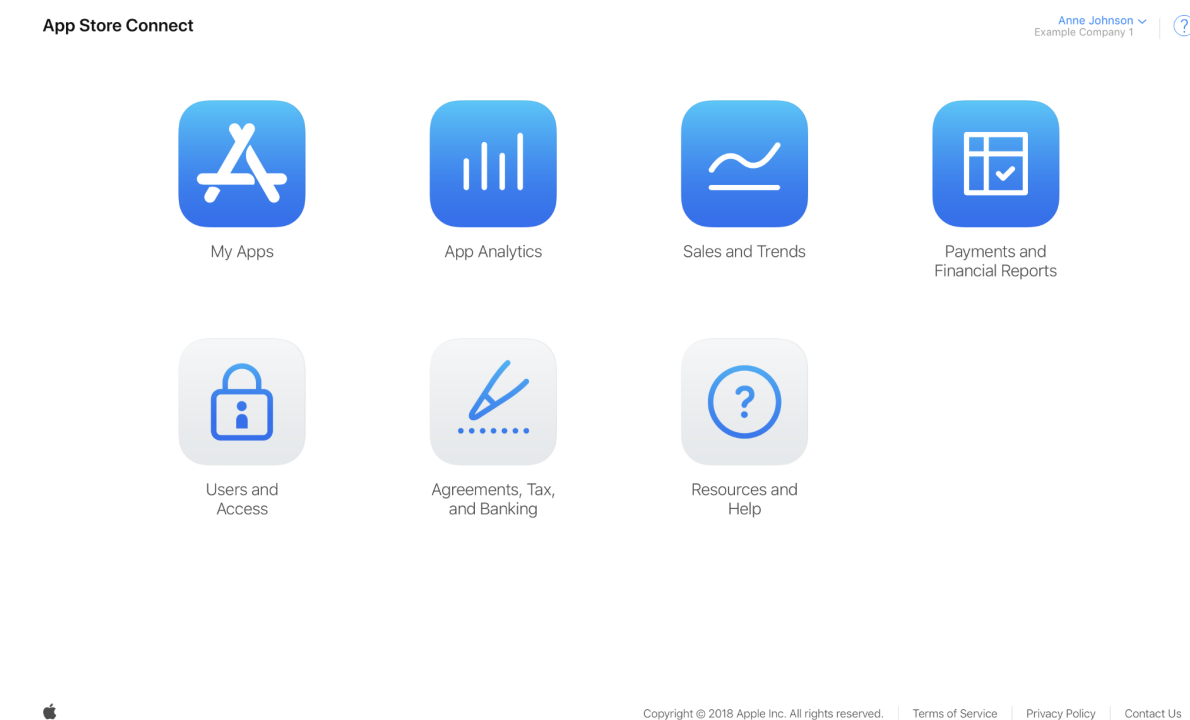 App Store Connect
Anne Johnson
Example Company 1
?
My Apps
App Analytics
Sales and Trends
Payments and
Financial Reports
?
Users and
Access
Agreements, Tax,
and Banking
Resources and
Help
Copyright © 2018 Apple Inc. All rights reserved.
Terms of Service
Privacy Policy
Contact Us